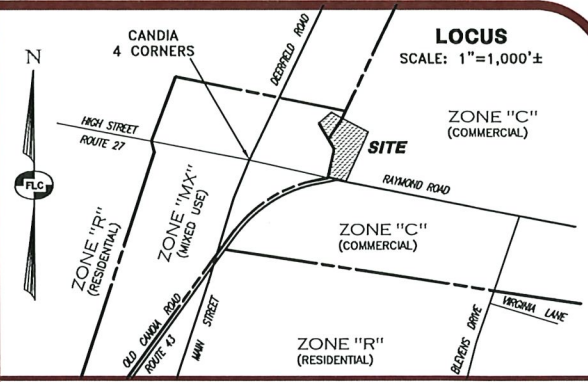 LOCUS
SCALE: 1"=1,000'±
CANDIA
4 CORNERS
N
FLC
DEERFIELD ROAD
HIGH STREET
ROUTE 27
SITE
ZONE "C"
(COMMERCIAL)
RAYMOND ROAD
ZONE "R"
(RESIDENTIAL)
ZONE "MX"
(MIXED USE)
ZONE "C"
(COMMERCIAL)
OLD CANDIA ROAD
ROUTE 43
MAIN STREET
ZONE "R"
(RESIDENTIAL)
BLEVENS DRIVE
VIRGINIA LANE